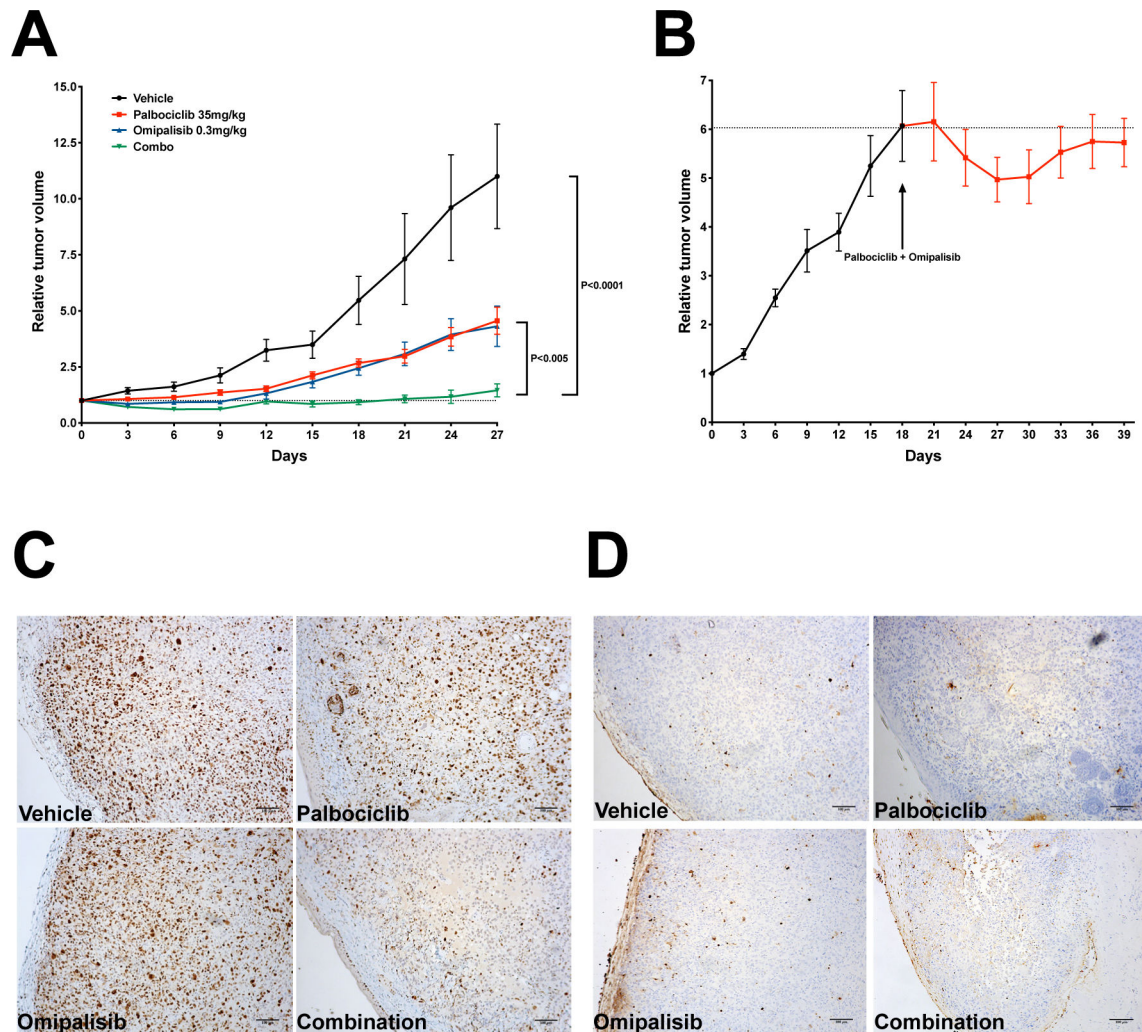 A
B
15.0
12.5
10.0
7.5
5.0
2.5
0.0
Relative tumor volume
Vehicle
Palbociclib 35mg/kg
Omipalisib 0.3mg/kg
Combo
P<0.0001
P<0.005
0 3 6 9 12 15 18 21 24 27
Days
7
6
5
4
3
2
1
0
Relative tumor volume
Palbociclib + Omipalisib
0 3 6 9 12 15 18 21 24 27 30 33 36 39
Days
C
D
Vehicle
Palbociclib
Omipalisib
Combination
Vehicle
100 µm
Palbociclib
Omipalisib
Combination